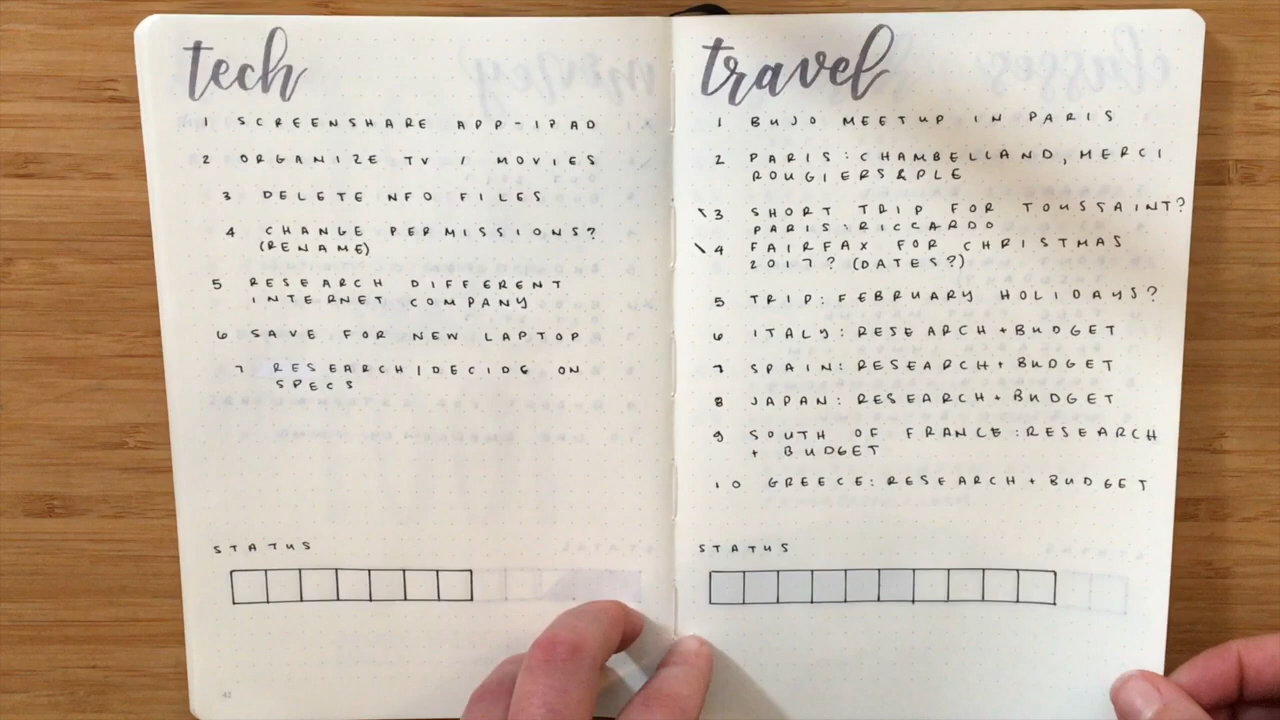 tech
1 SCREENSHARE APP-IPAD
2 ORGANIZE TV / MOVIES
3 DELETE NFO FILES
4 CHANGE PERMISSIONS?
(RENAME)
5 RESEARCH DIFFERENT
INTERNET COMPANY
6 SAVE FOR NEW LAPTOP
7 RESEARCH/DECIDE ON
SPECS
STATUS
42
travel
1 BUJO MEETUP IN PARIS
2 PARIS: CHAMBELLAND, MERCI
ROUGIER&PLE
\ 3 SHORT TRIP FOR TOUSSAINT?
PARIS: RICCARDO
\ 4 FAIRFAX FOR CHRISTMAS
2017? (DATES?)
5 TRIP: FEBRUARY HOLIDAYS?
6 ITALY: RESEARCH + BUDGET
7 SPAIN: RESEARCH + BUDGET
8 JAPAN: RESEARCH + BUDGET
9 SOUTH OF FRANCE: RESEARCH
+ BUDGET
10 GREECE: RESEARCH + BUDGET
STATUS